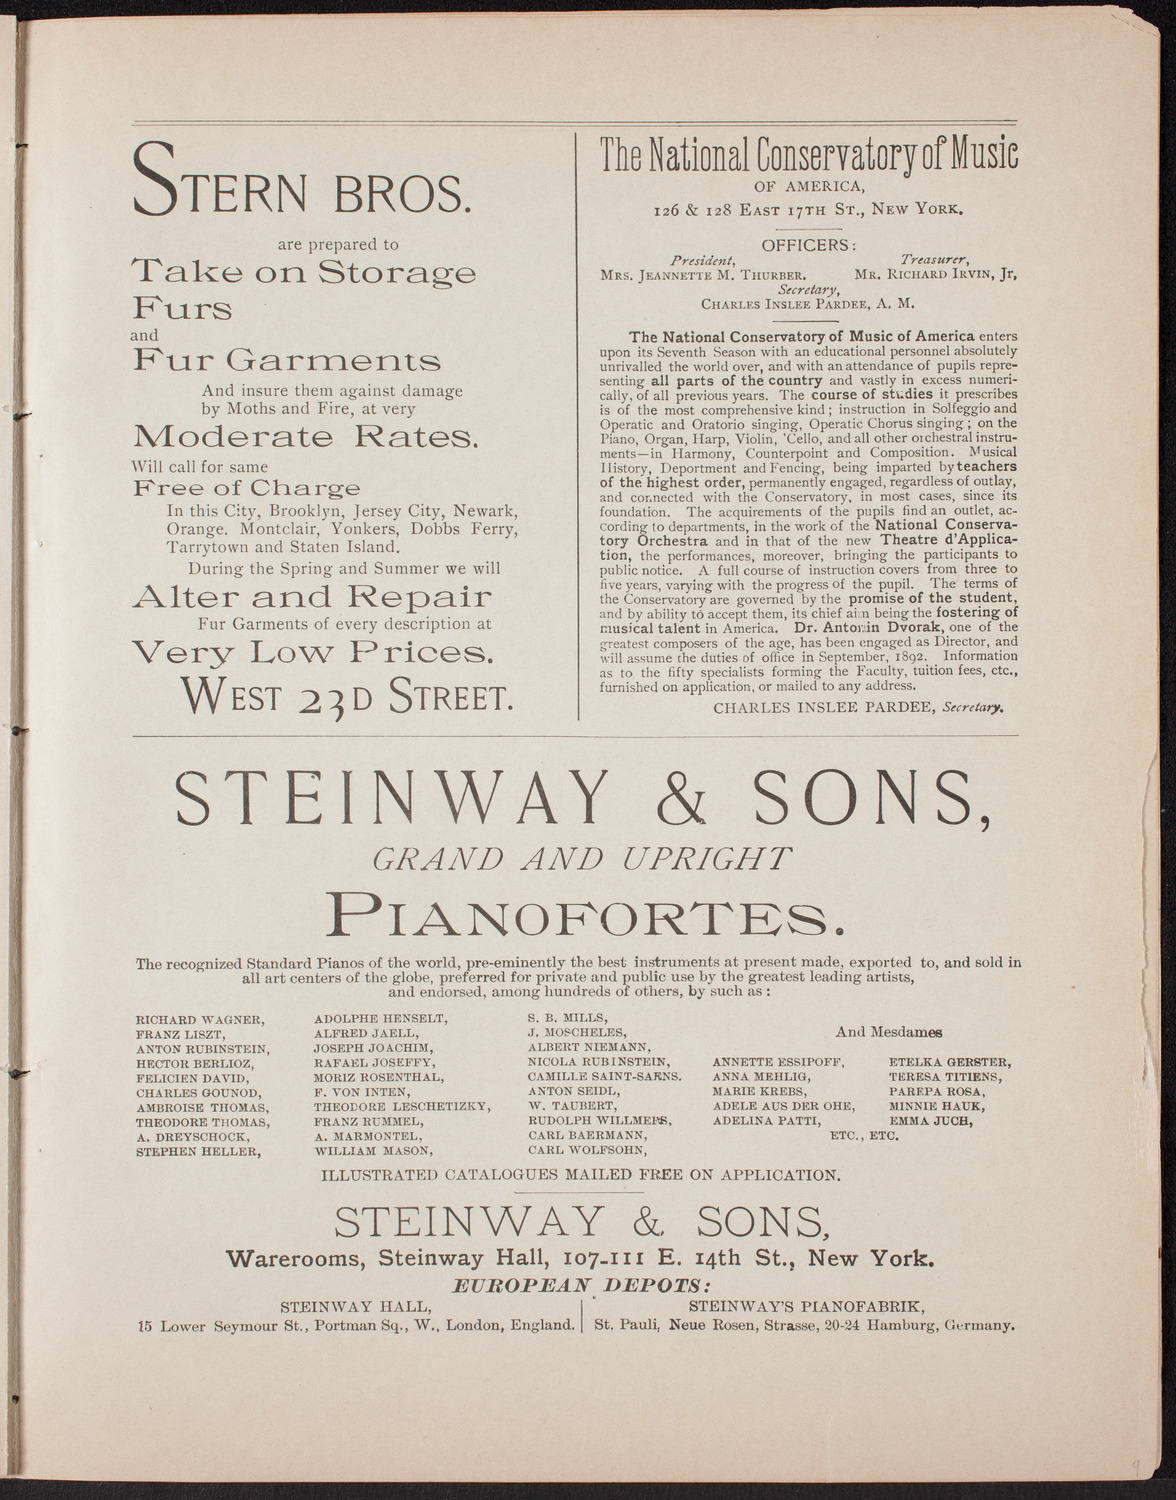 STERN BROS.
are prepared to
Take on Storage
Furs
and
Fur Garments
And insure them against damage
by Moths and Fire, at very
Moderate Rates.
Will call for same
Free of Charge
In this City, Brooklyn, Jersey City, Newark,
Orange. Montclair, Yonkers, Dobbs Ferry,
Tarrytown and Staten Island.
During the Spring and Summer we will
Alter and Repair
Fur Garments of every description at
Very Low Prices.
WEST 23D STREET.
The National Conservatory of Music
OF AMERICA,
126 & 128 EAST 17TH ST., NEW YORK.
OFFICERS:
President, Treasurer,
MRS. JEANNETTE M. THURBER. MR. RICHARD IRVIN, Jr,
Secretary,
CHARLES INSLEE PARDEE, A. M.
The National Conservatory of Music of America enters
upon its Seventh Season with an educational personnel absolutely
unrivalled the world over, and with an attendance of pupils repre-
senting all parts of the country and vastly in excess numeri-
cally, of all previous years. The course of studies it prescribes
is of the most comprehensive kind; instruction in Solfeggio and
Operatic and Oratorio singing, Operatic Chorus singing; on the
Piano, Organ, Harp, Violin, 'Cello, and all other orchestral instru-
ments—in Harmony, Counterpoint and Composition. Musical
History, Deportment and Fencing, being imparted by teachers
of the highest order, permanently engaged, regardless of outlay,
and connected with the Conservatory, in most cases, since its
foundation. The acquirements of the pupils find an outlet, ac-
cording to departments, in the work of the National Conserva-
tory Orchestra and in that of the new Theatre d'Applica-
tion, the performances, moreover, bringing the participants to
public notice. A full course of instruction covers from three to
five years, varying with the progress of the pupil. The terms of
the Conservatory are governed by the promise of the student,
and by ability to accept them, its chief aim being the fostering of
musical talent in America. Dr. Antonin Dvorak, one of the
greatest composers of the age, has been engaged as Director, and
will assume the duties of office in September, 1892. Information
as to the fifty specialists forming the Faculty, tuition fees, etc.,
furnished on application, or mailed to any address.
CHARLES INSLEE PARDEE, Secretary.
STEINWAY & SONS,
GRAND AND UPRIGHT
PIANOFORTES.
The recognized Standard Pianos of the world, pre-eminently the best instruments at present made, exported to, and sold in
all art centers of the globe, preferred for private and public use by the greatest leading artists,
and endorsed, among hundreds of others, by such as:
RICHARD WAGNER,
FRANZ LISZT,
ANTON RUBINSTEIN,
HECTOR BERLIOZ,
FELICIEN DAVID,
CHARLES GOUNOD,
AMBROISE THOMAS,
THEODORE THOMAS,
A. DREYSCHOCK,
STEPHEN HELLER,
ADOLPHE HENSELT,
ALFRED JAELL,
JOSEPH JOACHIM,
RAFAEL JOSEFFY,
MORIZ ROSENTHAL,
F. VON INTEN,
THEODORE LESCHETIZKY,
FRANZ RUMMEL,
A. MARMONTEL,
WILLIAM MASON,
S. B. MILLS,
J. MOSCHELES,
ALBERT NIEMANN,
NICOLA RUBINSTEIN,
CAMILLE SAINT-SAENS.
ANTON SEIDL,
W. TAUBERT,
RUDOLPH WILLMERS,
CARL BAERMANN,
CARL WOLFSOHN,
And Mesdames
ANNETTE ESSIPOFF,
ANNA MEHLIG,
MARIE KREBS,
ADELE AUS DER OHE,
ADELINA PATTI,
ETELKA GERSTER,
TERESA TITIENS,
PAREPA ROSA,
MINNIE HAUK,
EMMA JUCH,
ETC., ETC.
ILLUSTRATED CATALOGUES MAILED FREE ON APPLICATION.
STEINWAY & SONS,
Warerooms, Steinway Hall, 107-111 E. 14th St., New York.
EUROPEAN DEPOTS:
STEINWAY HALL,
15 Lower Seymour St., Portman Sq., W., London, England.
STEINWAY'S PIANOFABRIK,
St. Pauli, Neue Rosen, Strasse, 20-24 Hamburg, Germany.
9